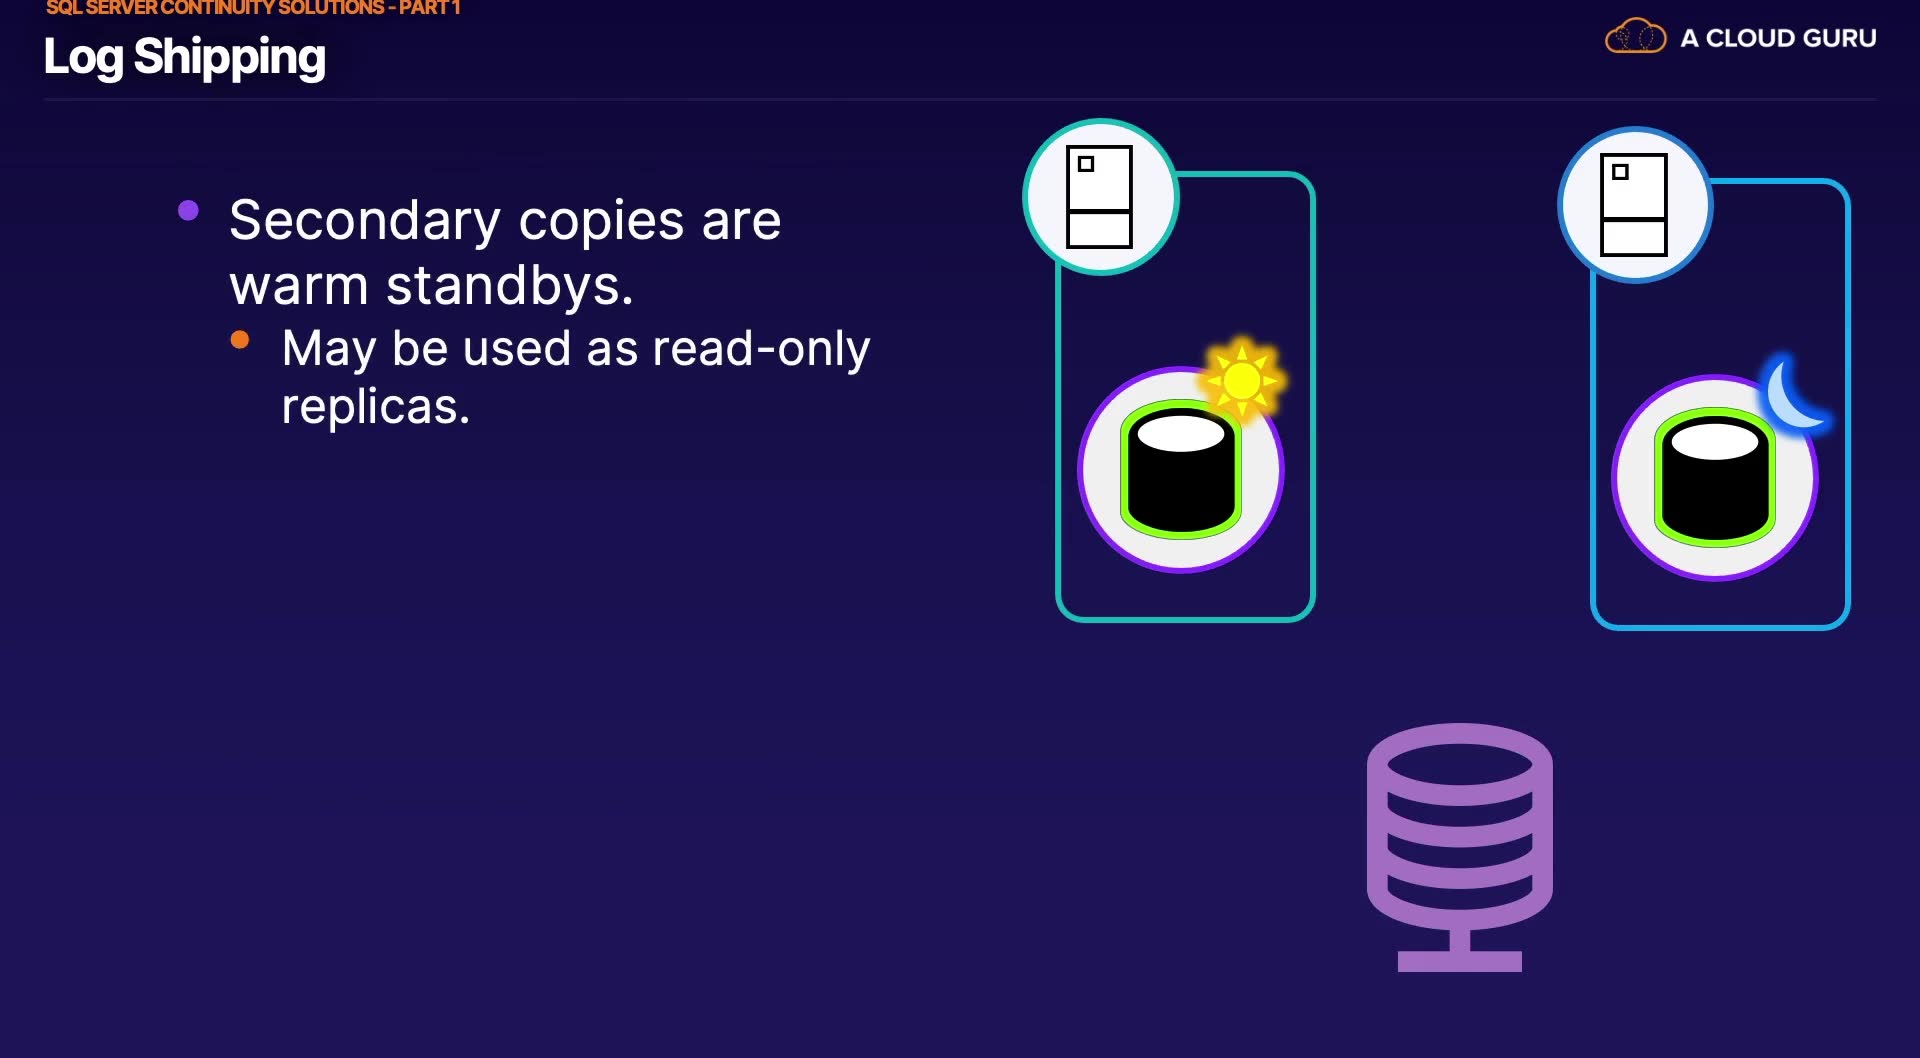 SQL SERVER CONTINUITY SOLUTIONS - PART 1
Log Shipping
A CLOUD GURU
Secondary copies are
warm standbys.
May be used as read-only
replicas.